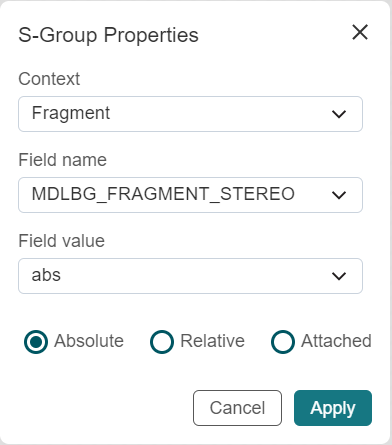 S-Group Properties
Context
Fragment
Field name
MDLBG_FRAGMENT_STEREO
Field value
abs
Absolute Relative Attached
Cancel Apply